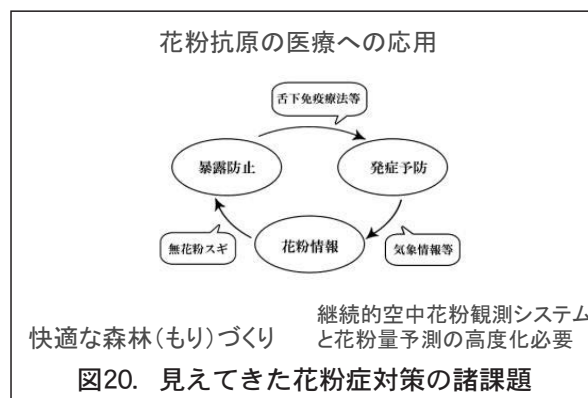 花粉抗原の医療への応用
舌下免疫療法等
暴露防止
発症予防
無花粉スギ
花粉情報
気象情報等
継続的空中花粉観測システム
快適な森林(もり)づくり
と花粉量予測の高度化必要
図20. 見えてきた花粉症対策の諸課題